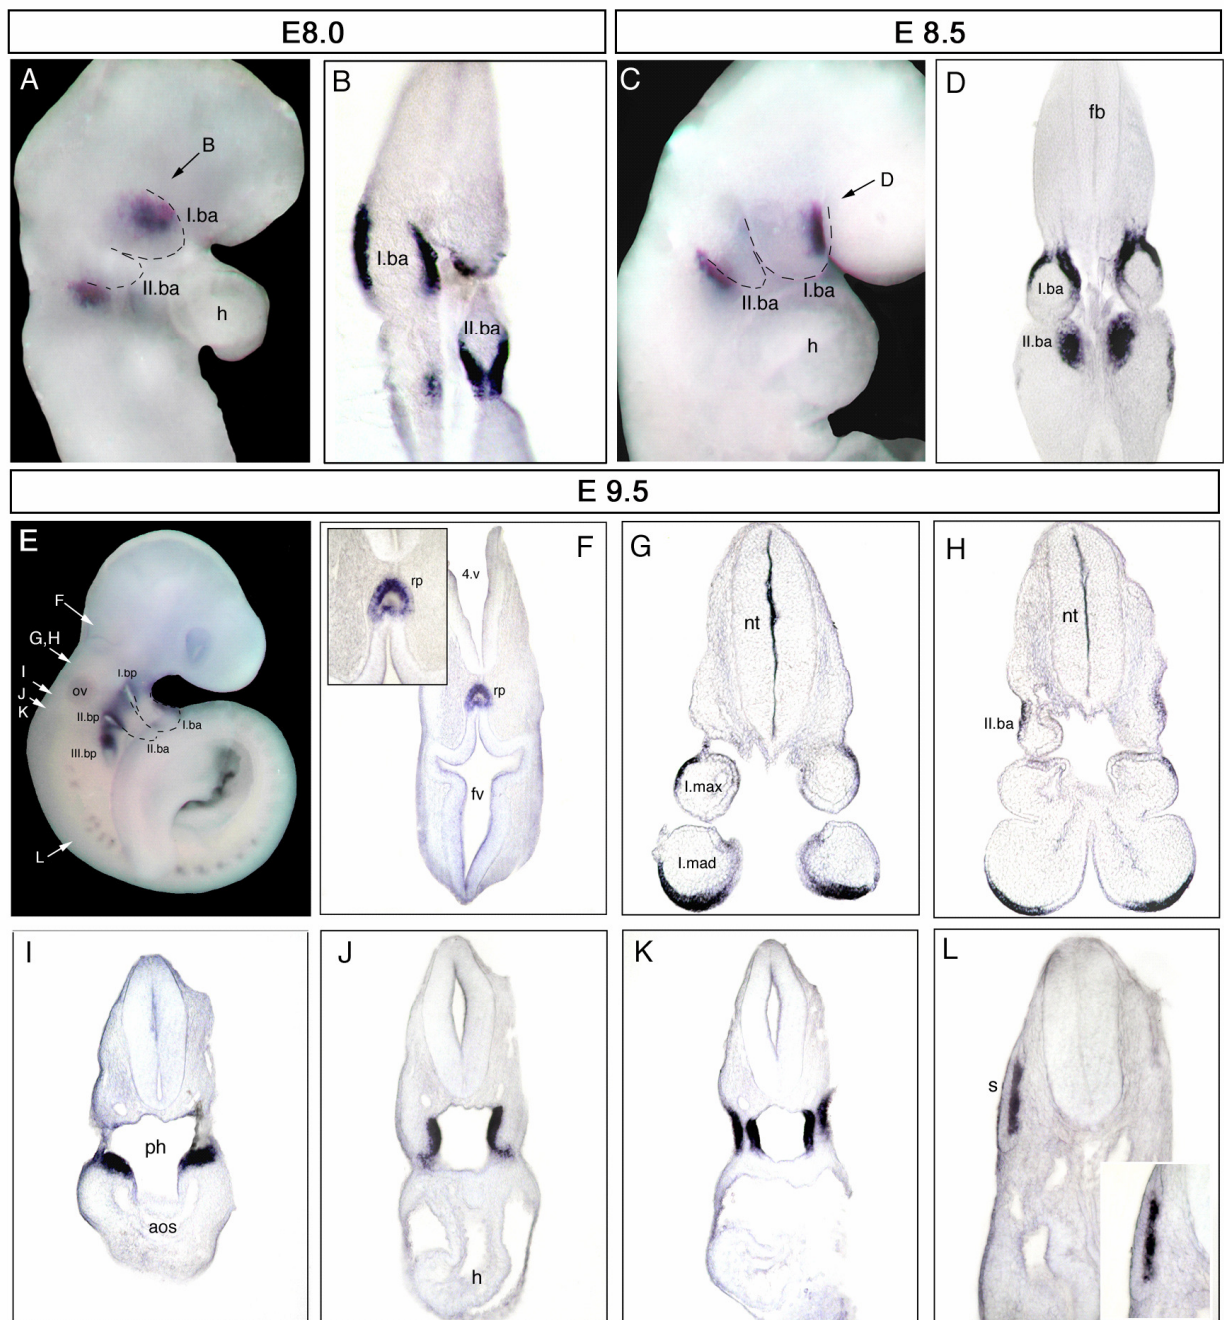 E8.0
E 8.5
A
B
I.ba
II.ba
h
B
I.ba
II.ba
C
D
II.ba
I.ba
h
D
fb
I.ba
II.ba
E 9.5
E
F
G,H
I
J
K
ov
I.bp
II.bp
III.bp
I.ba
II.ba
L
F
rp
4.v
rp
fv
G
nt
I.max
I.mad
H
nt
II.ba
I
ph
aos
J
h
K
L
s